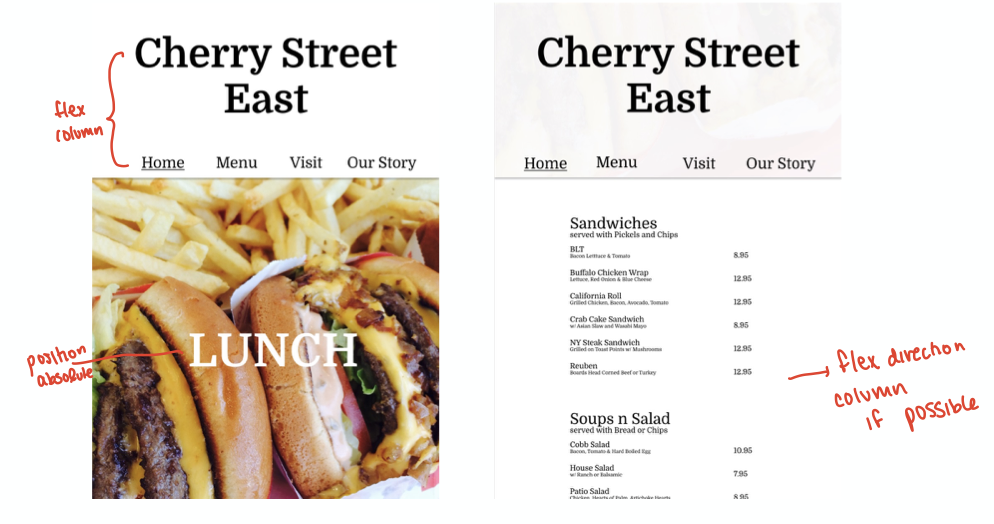 Cherry Street
East
flex
column
Home Menu Visit Our Story
LUNCH
position
absolute
Cherry Street
East
Home Menu Visit Our Story
Sandwiches
served with Pickels and Chips
BLT
Bacon Lettuce & Tomato 8.95
Buffalo Chicken Wrap
Lettuce, Red Onion & Blue Cheese 12.95
California Roll
Grilled Chicken, Bacon, Avocado, Tomato 12.95
Crab Cake Sandwich
w/ Asian Slaw and Wasabi Mayo 8.95
NY Steak Sandwich
Grilled on Toast Points w/ Mushrooms 12.95
Reuben
Boards Head Corned Beef or Turkey 12.95
Soups n Salad
served with Bread or Chips
Cobb Salad
Bacon, Tomato & Hard Boiled Egg 10.95
House Salad
w/ Ranch or Balsamic 7.95
Patio Salad
Chicken, Hearts of Palm, Artichoke Hearts 8.95
flex direction
column
if possible